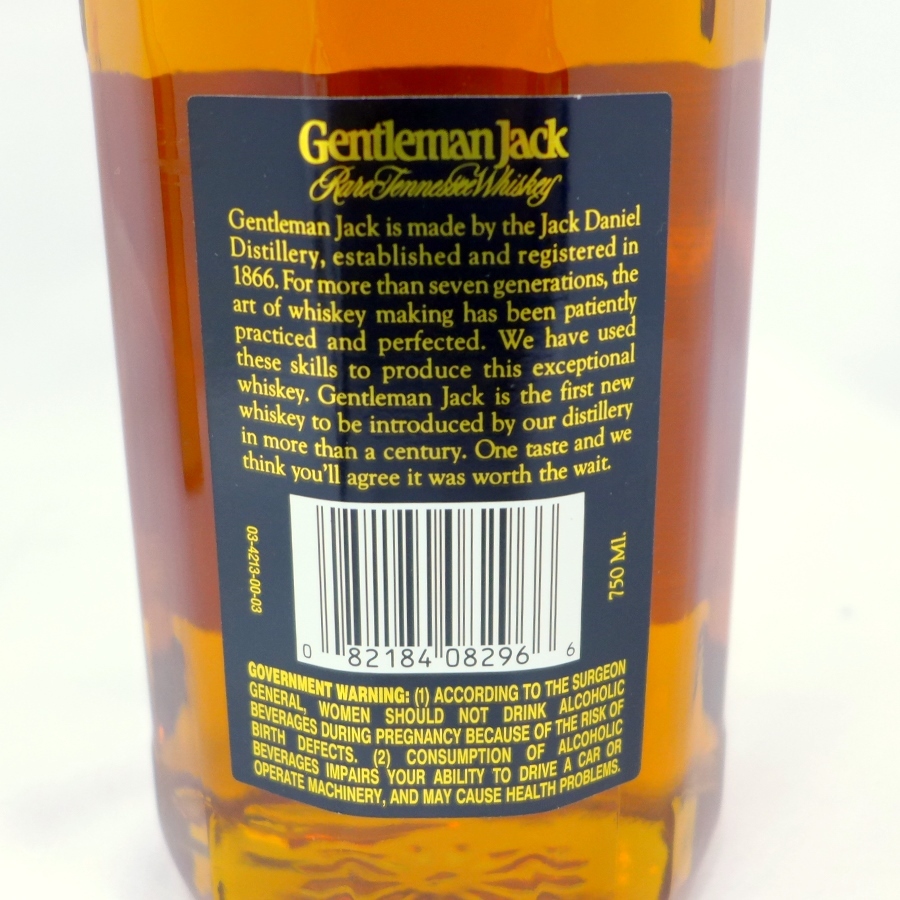 Gentleman Jack
Rare Tennessee Whiskey
Gentleman Jack is made by the Jack Daniel
Distillery, established and registered in
1866. For more than seven generations, the
art of whiskey making has been patiently
practiced and perfected. We have used
these skills to produce this exceptional
whiskey. Gentleman Jack is the first new
whiskey to be introduced by our distillery
in more than a century. One taste and we
think you'll agree it was worth the wait.
03-4213-00-03
750 ML.
0 82184 08296 6
GOVERNMENT WARNING: (1) ACCORDING TO THE SURGEON
GENERAL, WOMEN SHOULD NOT DRINK ALCOHOLIC
BEVERAGES DURING PREGNANCY BECAUSE OF THE RISK OF
BIRTH DEFECTS. (2) CONSUMPTION OF ALCOHOLIC
BEVERAGES IMPAIRS YOUR ABILITY TO DRIVE A CAR OR
OPERATE MACHINERY, AND MAY CAUSE HEALTH PROBLEMS.